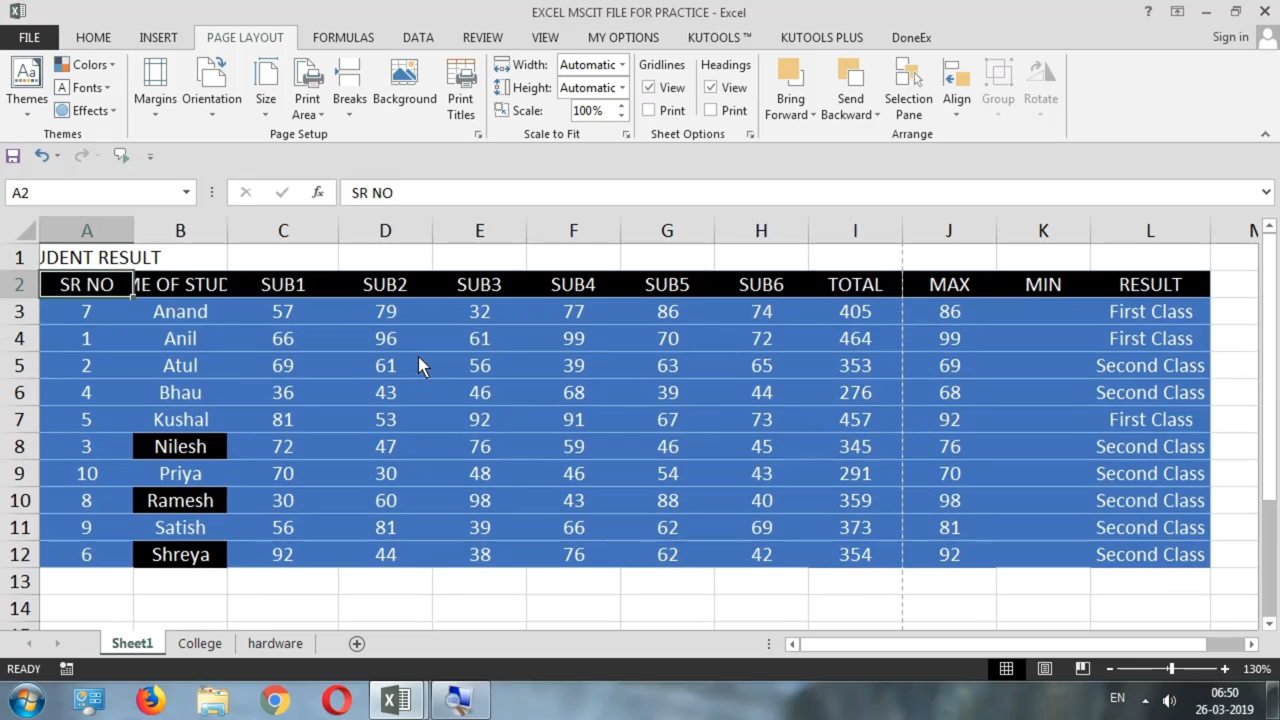 EXCEL MSCIT FILE FOR PRACTICE - Excel
FILE HOME INSERT PAGE LAYOUT FORMULAS DATA REVIEW VIEW MY OPTIONS KUTOOLS ™ KUTOOLS PLUS DoneEx Sign in
Themes Colors Fonts Effects Themes
Margins Orientation Size Print Area Breaks Background Print Titles Page Setup
Width: Automatic
Height: Automatic
Scale: 100%
Scale to Fit
Gridlines Headings
View View
Print Print
Sheet Options
Bring Forward Send Backward Selection Pane Align Group Rotate Arrange
A2 fx SR NO
A B C D E F G H I J K L M
1 JDENT RESULT
2 SR NO ME OF STUD SUB1 SUB2 SUB3 SUB4 SUB5 SUB6 TOTAL MAX MIN RESULT
3 7 Anand 57 79 32 77 86 74 405 86 First Class
4 1 Anil 66 96 61 99 70 72 464 99 First Class
5 2 Atul 69 61 56 39 63 65 353 69 Second Class
6 4 Bhau 36 43 46 68 39 44 276 68 Second Class
7 5 Kushal 81 53 92 91 67 73 457 92 First Class
8 3 Nilesh 72 47 76 59 46 45 345 76 Second Class
9 10 Priya 70 30 48 46 54 43 291 70 Second Class
10 8 Ramesh 30 60 98 43 88 40 359 98 Second Class
11 9 Satish 56 81 39 66 62 69 373 81 Second Class
12 6 Shreya 92 44 38 76 62 42 354 92 Second Class
13
14
Sheet1 College hardware
READY 130%
EN 06:50
26-03-2019